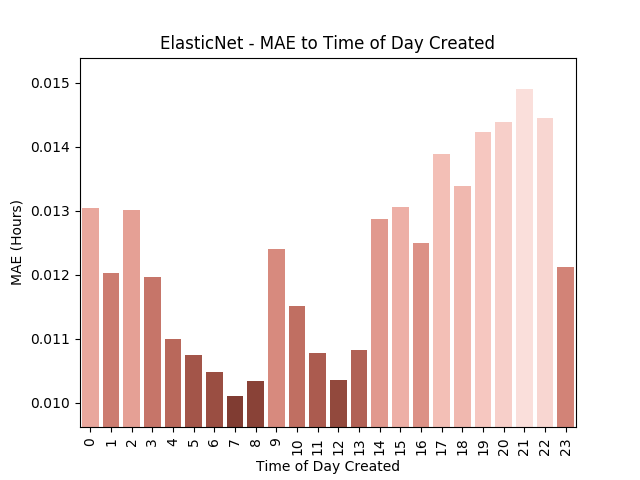 ElasticNet - MAE to Time of Day Created
MAE (Hours)
0.015
0.014
0.013
0.012
0.011
0.010
0 1 2 3 4 5 6 7 8 9 10 11 12 13 14 15 16 17 18 19 20 21 22 23
Time of Day Created